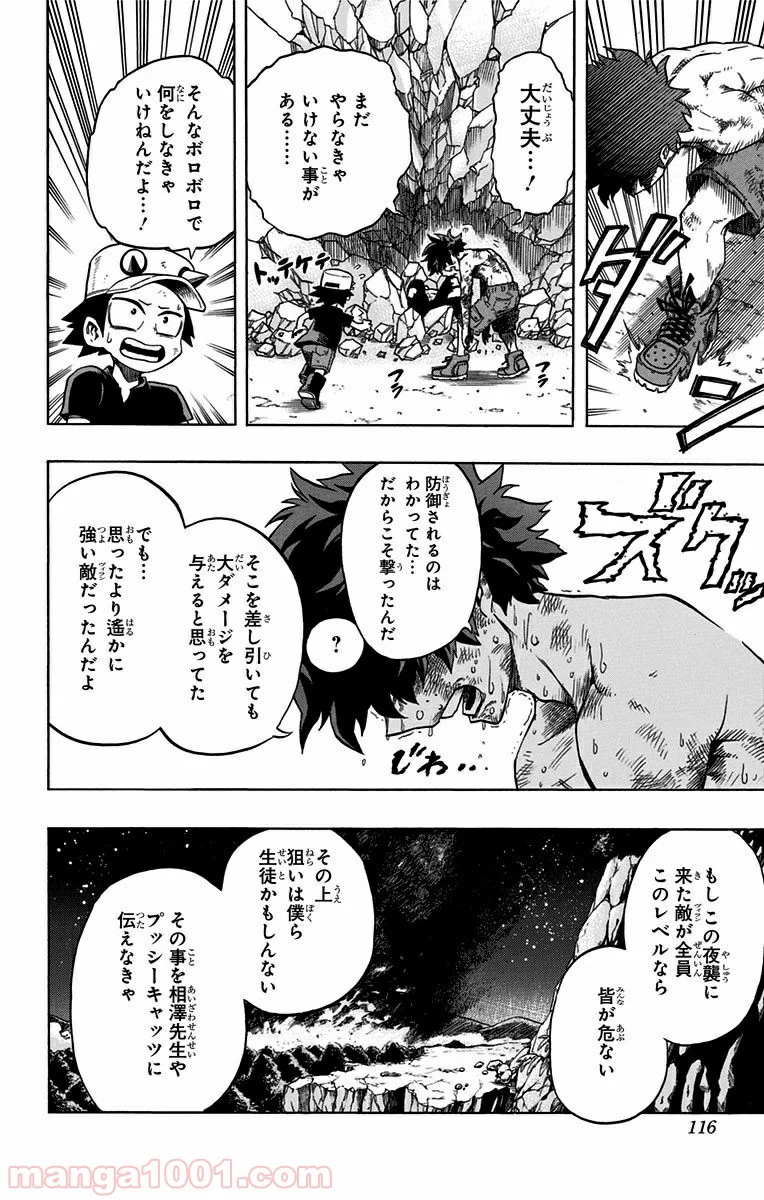 ダン
大丈夫…！
まだ
やらなきゃ
いけない事が
ある……
トッテケテ
フラ
フラ
そんなボロボロで
何をしなきゃ
いけねんだよ…！
ズクン
防御されるのは
わかってた…
だからこそ撃ったんだ
?
そこを差し引いても
大ダメージを
与えると思ってた
でも…
思ったより遙かに
強い敵だったんだよ
じわ…
もしこの夜襲に
来た敵が全員
このレベルなら
皆が危ない
その上
狙いは僕ら
生徒かもしんない
その事を相澤先生や
プッシーキャッツに
伝えなきゃ
116
manga1001.com